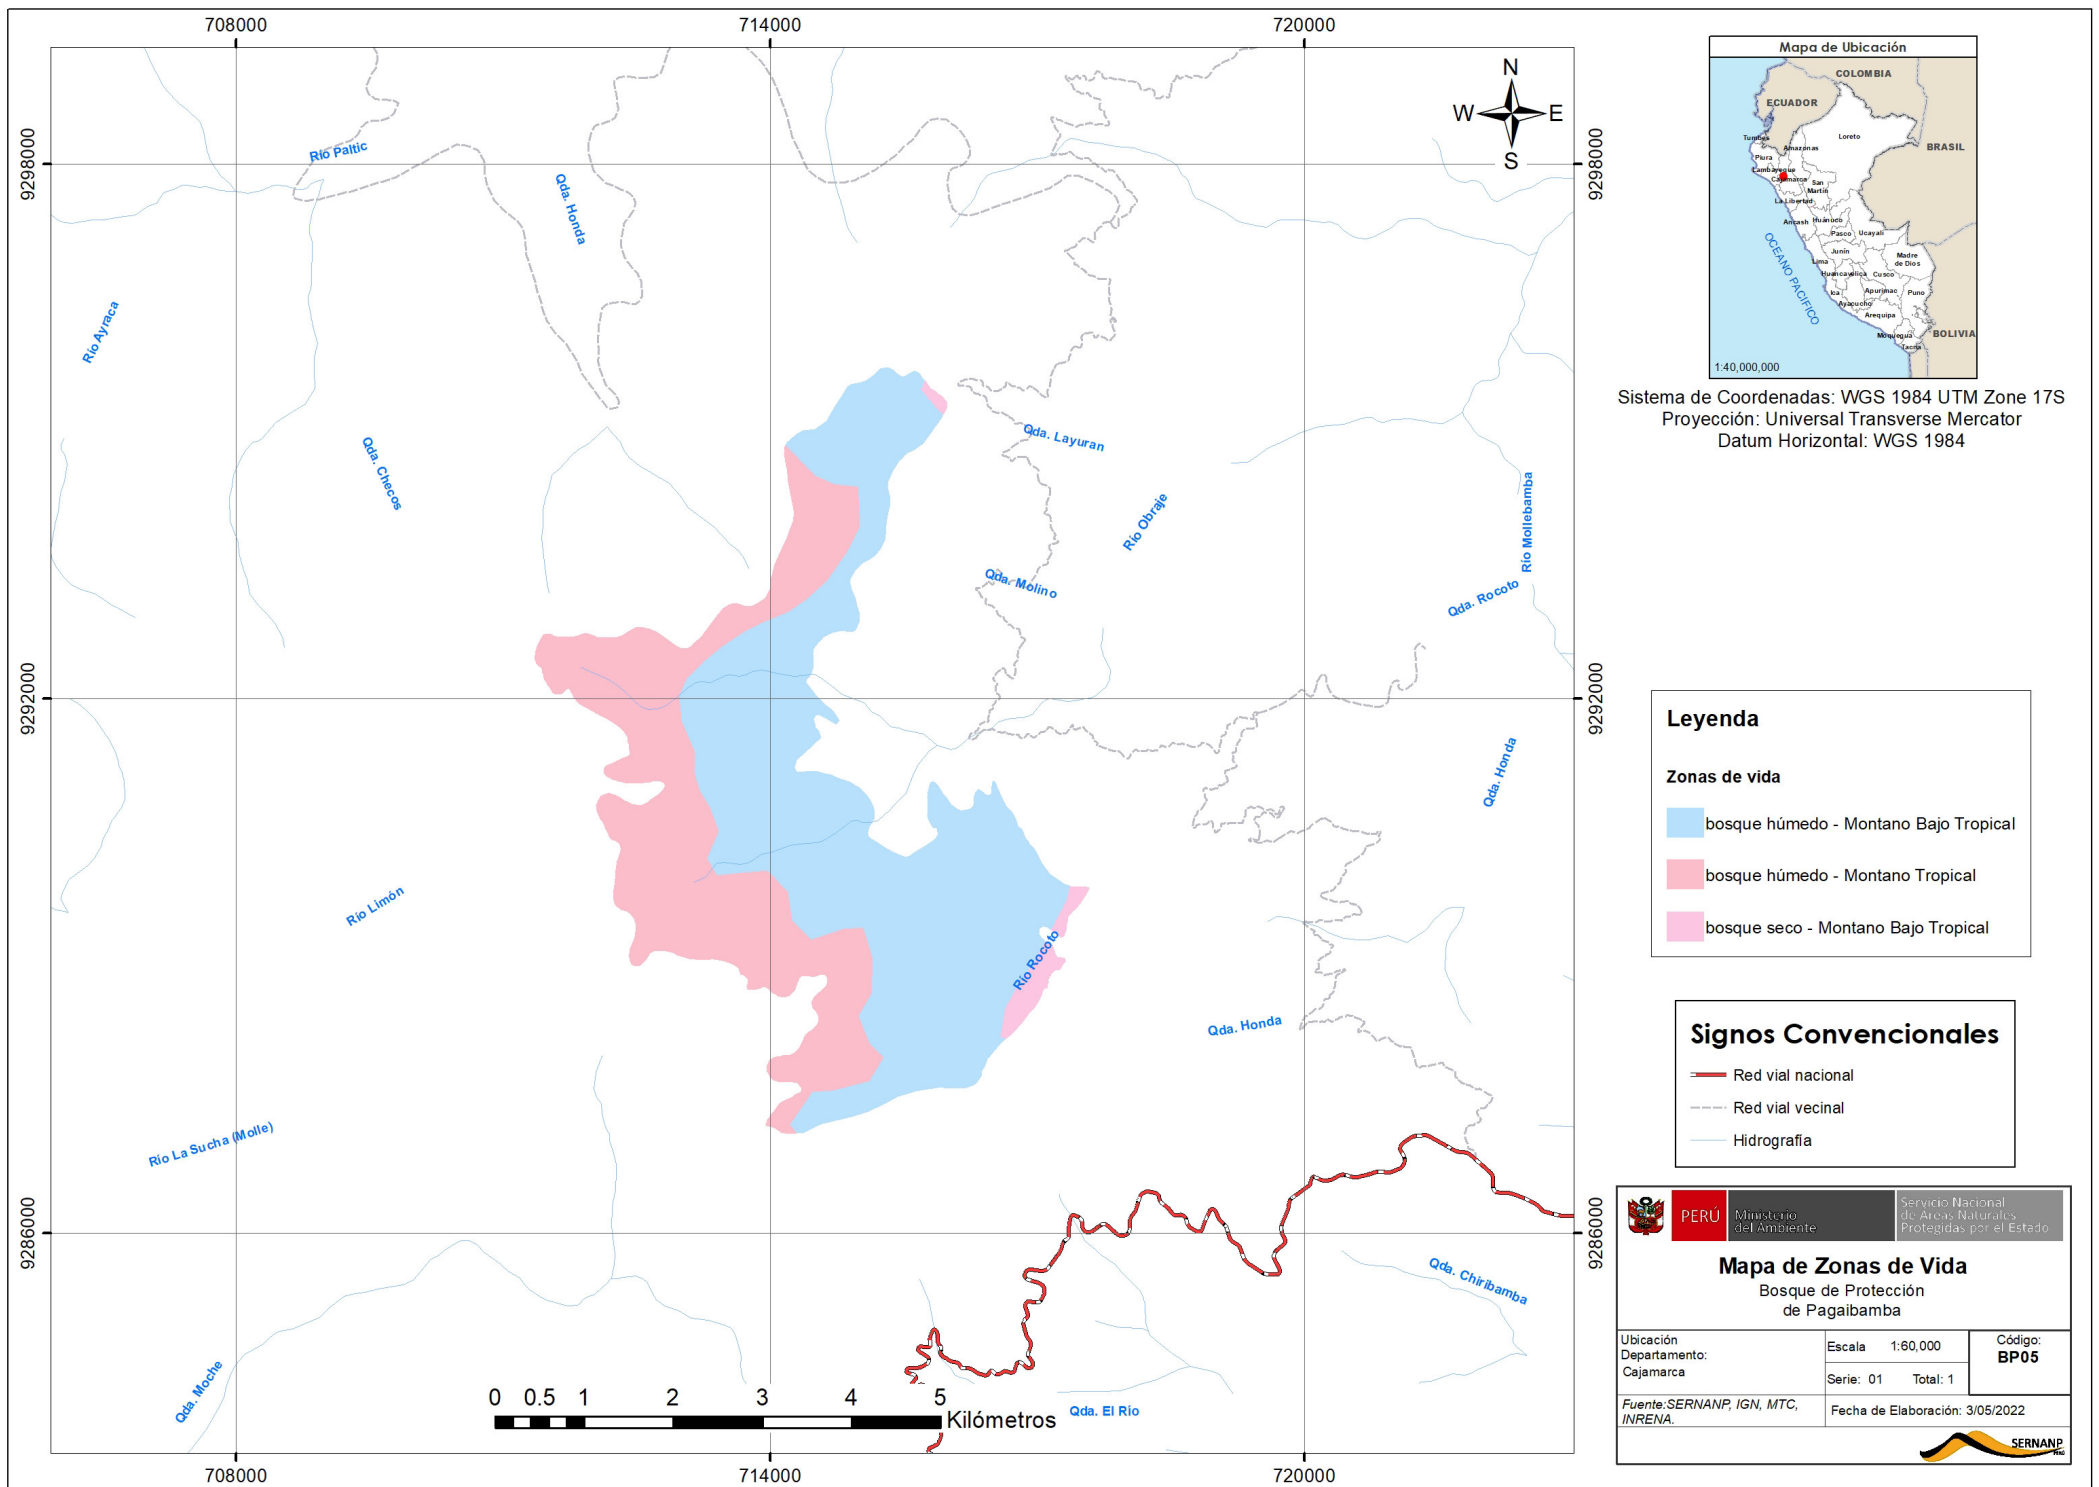 708000
714000
720000
9298000
9298000
9292000
9292000
9286000
9286000
708000
714000
720000
N
W
E
S
Río Paltic
Qda. Honda
Río Ayraca
Qda. Checos
Qda. Layuran
Río Obraje
Río Mollebamba
Qda. Molino
Qda. Rocoto
Qda. Honda
Río Limón
Río Rocoto
Qda. Honda
Río La Sucha (Molle)
Qda. Chiribamba
Qda. Moche
Qda. El Rio
0 0.5 1 2 3 4 5
Kilómetros
Mapa de Ubicación
COLOMBIA
ECUADOR
BRASIL
BOLIVIA
OCEANO PACIFICO
Tumbes
Loreto
Amazonas
Piura
Lambayeque
Cajamarca
San
Martín
La Libertad
Ancash
Huánuco
Pasco
Ucayali
Junín
Madre
de Dios
Lima
Huancavelica
Cusco
Ica
Apurimac
Puno
Ayacucho
Arequipa
Moquegua
Tacna
1:40,000,000
Sistema de Coordenadas: WGS 1984 UTM Zone 17S
Proyección: Universal Transverse Mercator
Datum Horizontal: WGS 1984
Leyenda
Zonas de vida
bosque húmedo - Montano Bajo Tropical
bosque húmedo - Montano Tropical
bosque seco - Montano Bajo Tropical
Signos Convencionales
Red vial nacional
Red vial vecinal
Hidrografía
PERÚ
Ministerio
del Ambiente
Servicio Nacional
de Áreas Naturales
Protegidas por el Estado
Mapa de Zonas de Vida
Bosque de Protección
de Pagaibamba
Ubicación
Departamento:
Cajamarca
Escala 1:60,000
Serie: 01 Total: 1
Código:
BP05
Fuente:SERNANP, IGN, MTC,
INRENA.
Fecha de Elaboración: 3/05/2022
SERNANP
PERÚ